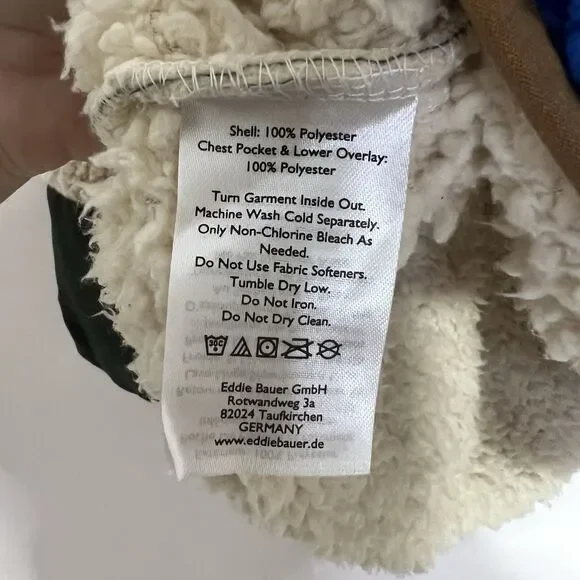 Shell: 100% Polyester
Chest Pocket & Lower Overlay:
100% Polyester
Turn Garment Inside Out.
Machine Wash Cold Separately.
Only Non-Chlorine Bleach As
Needed.
Do Not Use Fabric Softeners.
Tumble Dry Low.
Do Not Iron.
Do Not Dry Clean.
30C
Eddie Bauer GmbH
Rotwandweg 3a
82024 Taufkirchen
GERMANY
www.eddiebauer.de